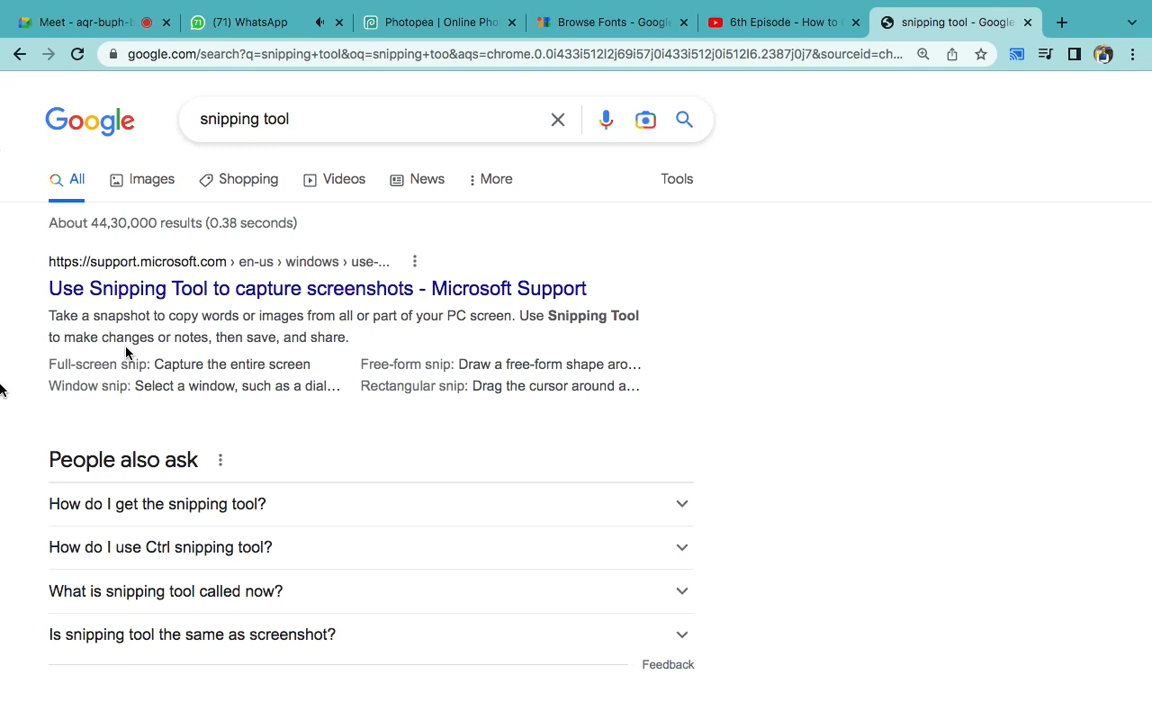 Meet - aqr-buph-b
(71) WhatsApp
Photopea | Online Pho
Browse Fonts - Google
6th Episode - How to
snipping tool - Google
google.com/search?q=snipping+tool&oq=snipping+too&aqs=chrome.0.0i433i512l2j69i57j0i433i512j0i512l6.2387j0j7&sourceid=ch...
Google
snipping tool
All
Images
Shopping
Videos
News
More
Tools
About 44,30,000 results (0.38 seconds)
https://support.microsoft.com › en-us › windows › use-...
Use Snipping Tool to capture screenshots - Microsoft Support
Take a snapshot to copy words or images from all or part of your PC screen. Use Snipping Tool
to make changes or notes, then save, and share.
Full-screen snip: Capture the entire screen
Free-form snip: Draw a free-form shape aro...
Window snip: Select a window, such as a dial...
Rectangular snip: Drag the cursor around a...
People also ask
How do I get the snipping tool?
How do I use Ctrl snipping tool?
What is snipping tool called now?
Is snipping tool the same as screenshot?
Feedback